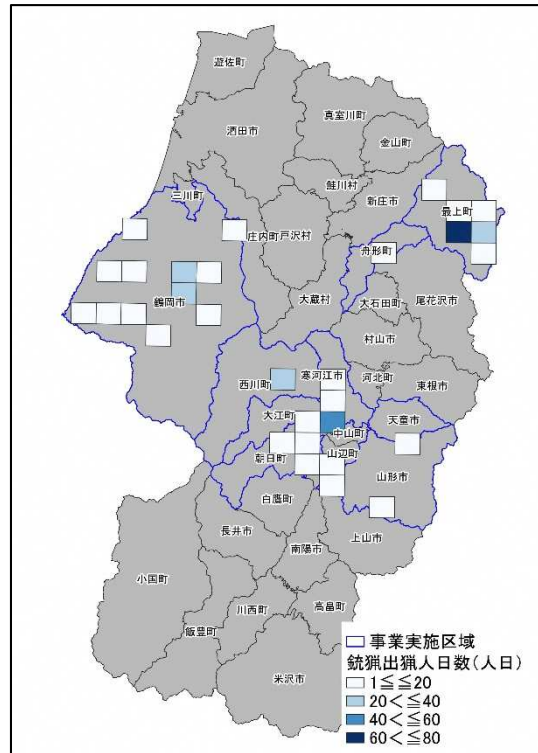 遊佐町
真室川町
酒田市
金山町
鮭川村
新庄市
最上町
三川町
庄内町
戸沢村
舟形町
鶴岡市
大蔵村
大石田町
尾花沢市
村山市
西川町
寒河江市
河北町
東根市
大江町
中山町
天童市
朝日町
山辺町
山形市
白鷹町
長井市
上山市
南陽市
小国町
川西町
高畠町
飯豊町
米沢市
事業実施区域
銃猟出猟人日数(人日)
1≦≦20
20<≦40
40<≦60
60<≦80